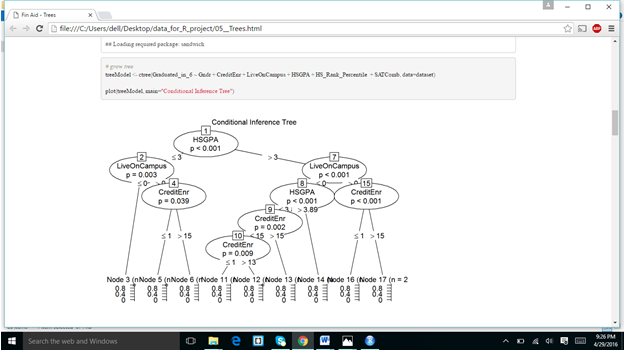 Fin Aid - Trees
file:///C:/Users/dell/Desktop/data_for_R_project/05__Trees.html
ABP
## Loading required package: sandwich
# grow tree
treeModel <- ctree(Graduated_in_6 ~ Gndr + CreditEnr + LiveOnCampus + HSGPA + HS_Rank_Percentile + SATComb, data=dataset)
plot(treeModel, main="Conditional Inference Tree")
Conditional Inference Tree
1
HSGPA
p < 0.001
≤ 3
> 3
2
LiveOnCampus
p = 0.003
7
LiveOnCampus
p < 0.001
≤ 0
> 0
≤ 0
> 0
4
CreditEnr
p = 0.039
8
HSGPA
p < 0.001
15
CreditEnr
p < 0.001
> 3.89
9
CreditEnr
p = 0.002
≤ 15
> 15
10
CreditEnr
p = 0.009
≤ 1
> 15
≤ 1
> 13
≤ 1
> 15
Node 3 (n
Node 5 (n
Node 6 (n
Node 11 (n
Node 12 (n
Node 13 (n
Node 14 (n
Node 16 (n
Node 17 (n = 2
0.8 0.8 0.8 0.8 0.8 0.8 0.8 0.8 0.8
0.4 0.4 0.4 0.4 0.4 0.4 0.4 0.4 0.4
0 0 0 0 0 0 0 0 0
Search the web and Windows
9:26 PM
4/29/2016